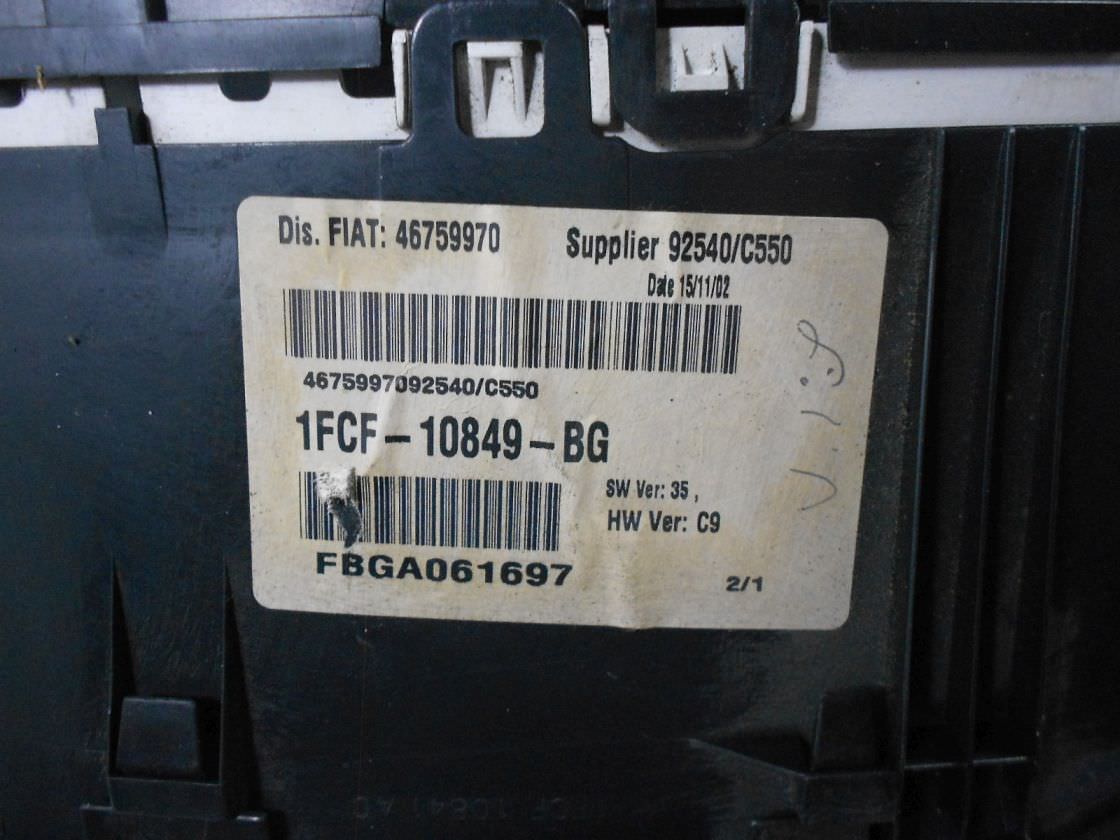 Dis. FIAT: 46759970
Supplier 92540/C550
Date 15/11/02
4675997092540/C550
1FCF-10849-BG
SW Ver: 35 ,
HW Ver: C9
FBGA061697
2/1